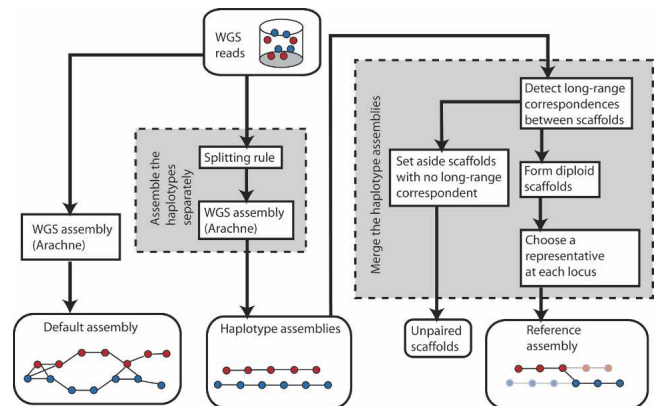 WGS
reads
Assemble the
haplotypes
separately
Splitting rule
WGS assembly
(Arachne)
WGS assembly
(Arachne)
Default assembly
Haplotype assemblies
Merge the haplotype assemblies
Detect long-range
correspondences
between scaffolds
Set aside scaffolds
with no long-range
correspondent
Form diploid
scaffolds
Choose a
representative
at each locus
Unpaired
scaffolds
Reference
assembly